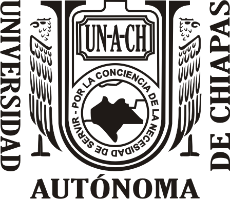 UNIVERSIDAD
AUTÓNOMA
DE CHIAPAS
UN-A-CH
POR LA CONCIENCIA DE LA NECESIDAD DE SERVIR -